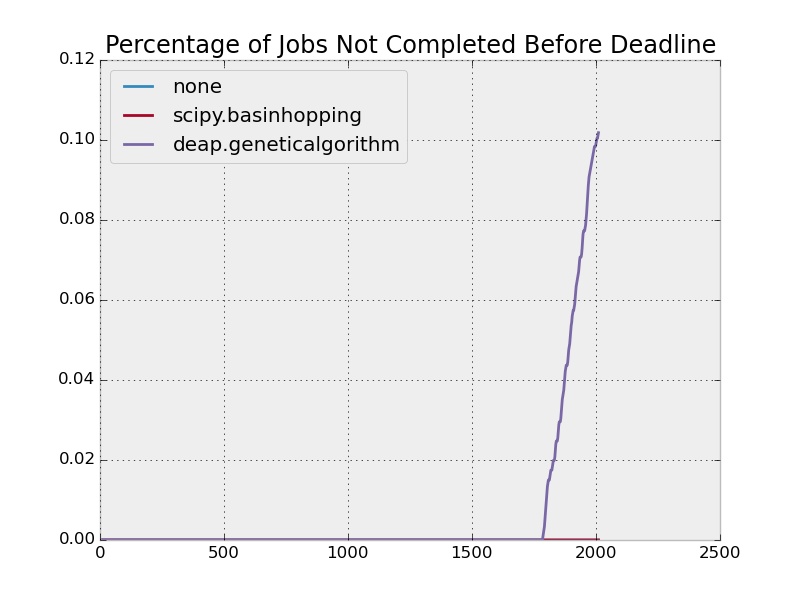 Percentage of Jobs Not Completed Before Deadline
0.12
none
scipy.basinhopping
deap.geneticalgorithm
0.10
0.08
0.06
0.04
0.02
0.00
0 500 1000 1500 2000 2500